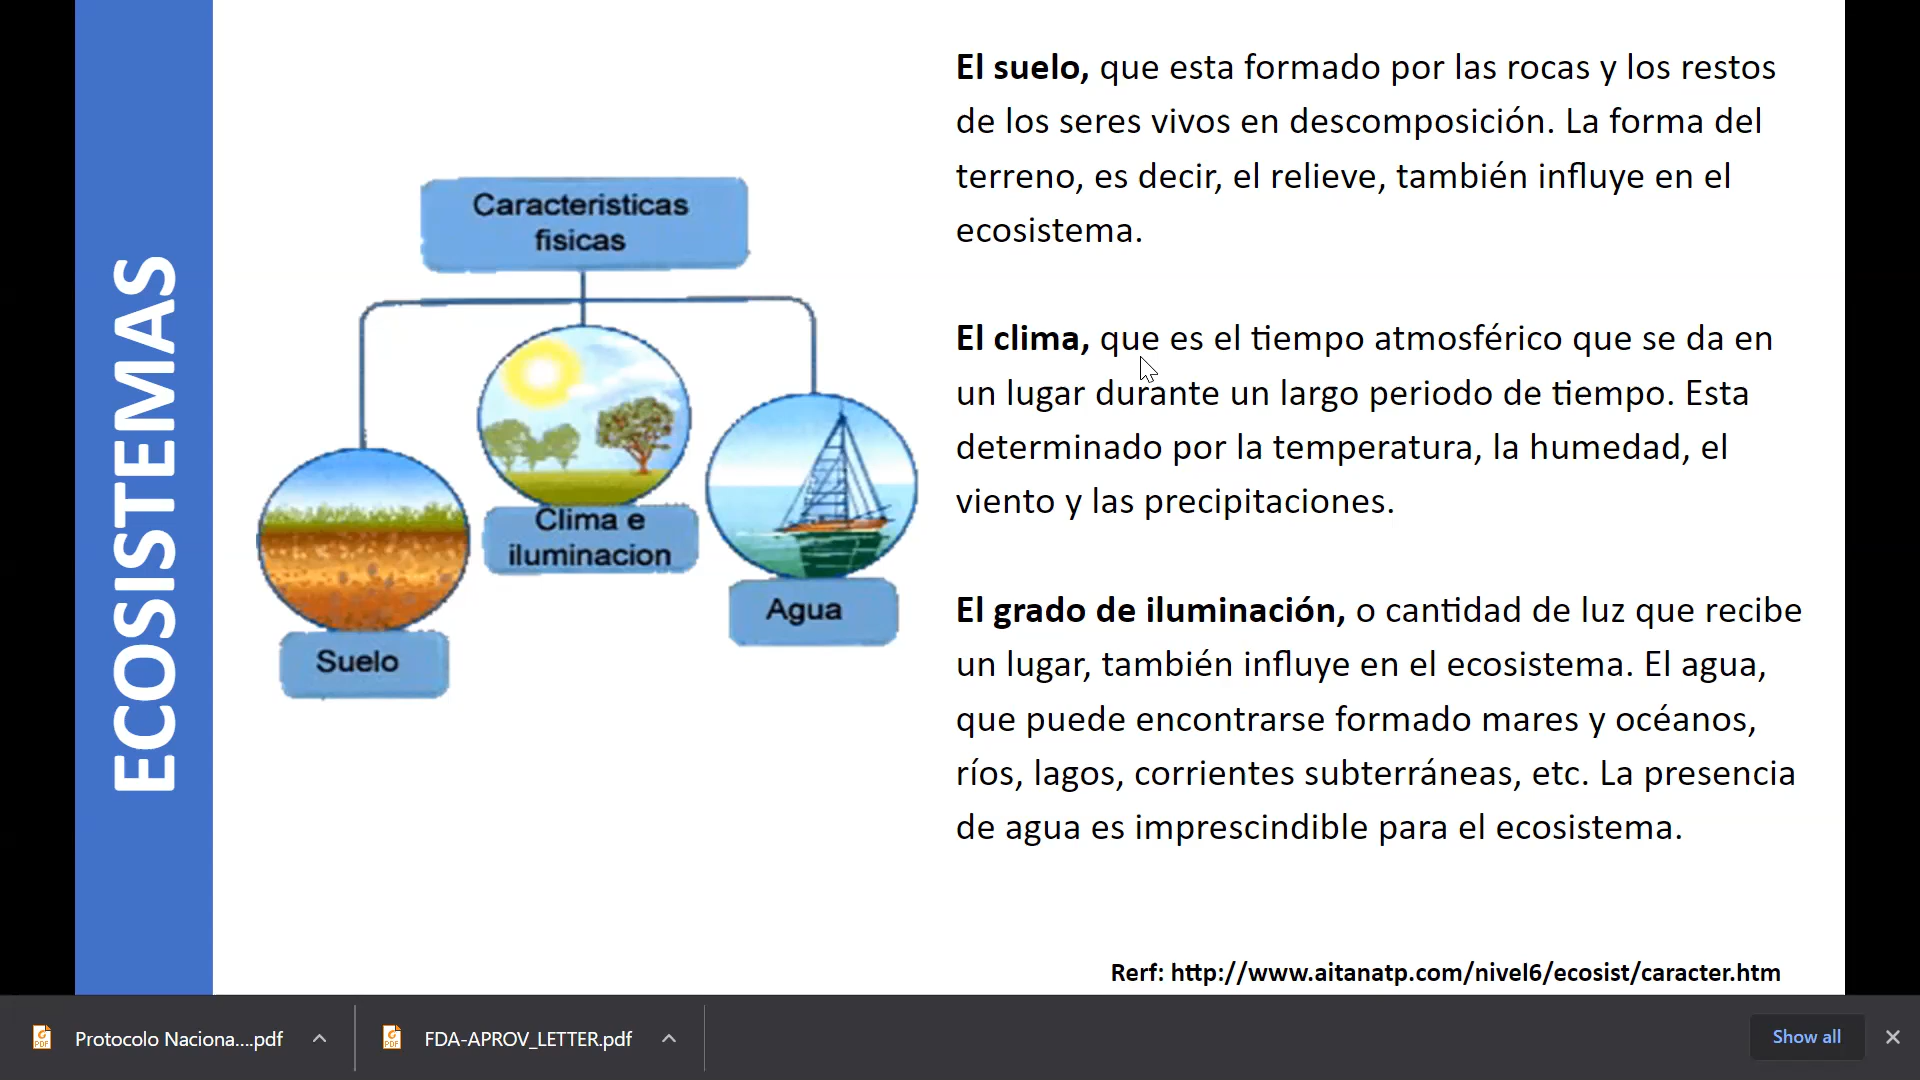 ECOSISTEMAS
Caracteristicas
fisicas
Clima e
iluminacion
Agua
Suelo
El suelo, que esta formado por las rocas y los restos
de los seres vivos en descomposición. La forma del
terreno, es decir, el relieve, también influye en el
ecosistema.
El clima, que es el tiempo atmosférico que se da en
un lugar durante un largo periodo de tiempo. Esta
determinado por la temperatura, la humedad, el
viento y las precipitaciones.
El grado de iluminación, o cantidad de luz que recibe
un lugar, también influye en el ecosistema. El agua,
que puede encontrarse formado mares y océanos,
ríos, lagos, corrientes subterráneas, etc. La presencia
de agua es imprescindible para el ecosistema.
Rerf: http://www.aitanatp.com/nivel6/ecosist/caracter.htm
Protocolo Naciona....pdf
FDA-APROV_LETTER.pdf
Show all